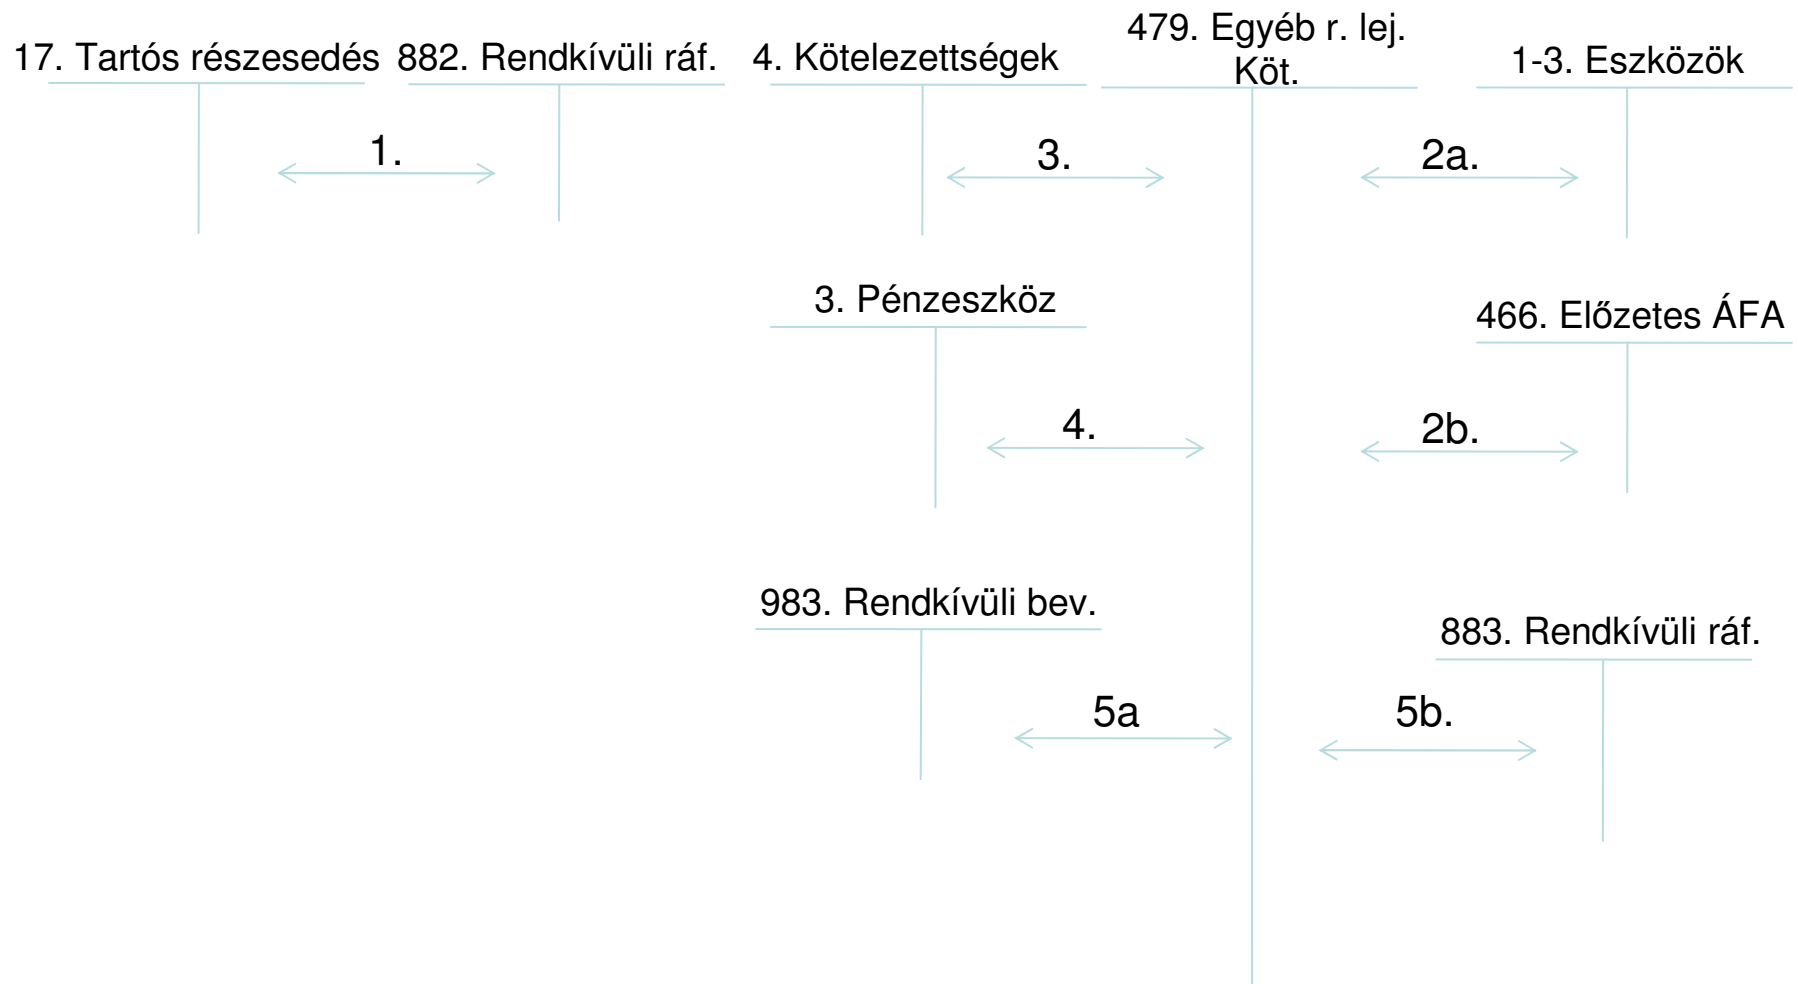 17. Tartós részesedés
882. Rendkívüli ráf.
4. Kötelezettségek
479. Egyéb r. lej.
Köt.
1-3. Eszközök
1.
3.
2a.
3. Pénzeszköz
466. Előzetes ÁFA
4.
2b.
983. Rendkívüli bev.
883. Rendkívüli ráf.
5a
5b.